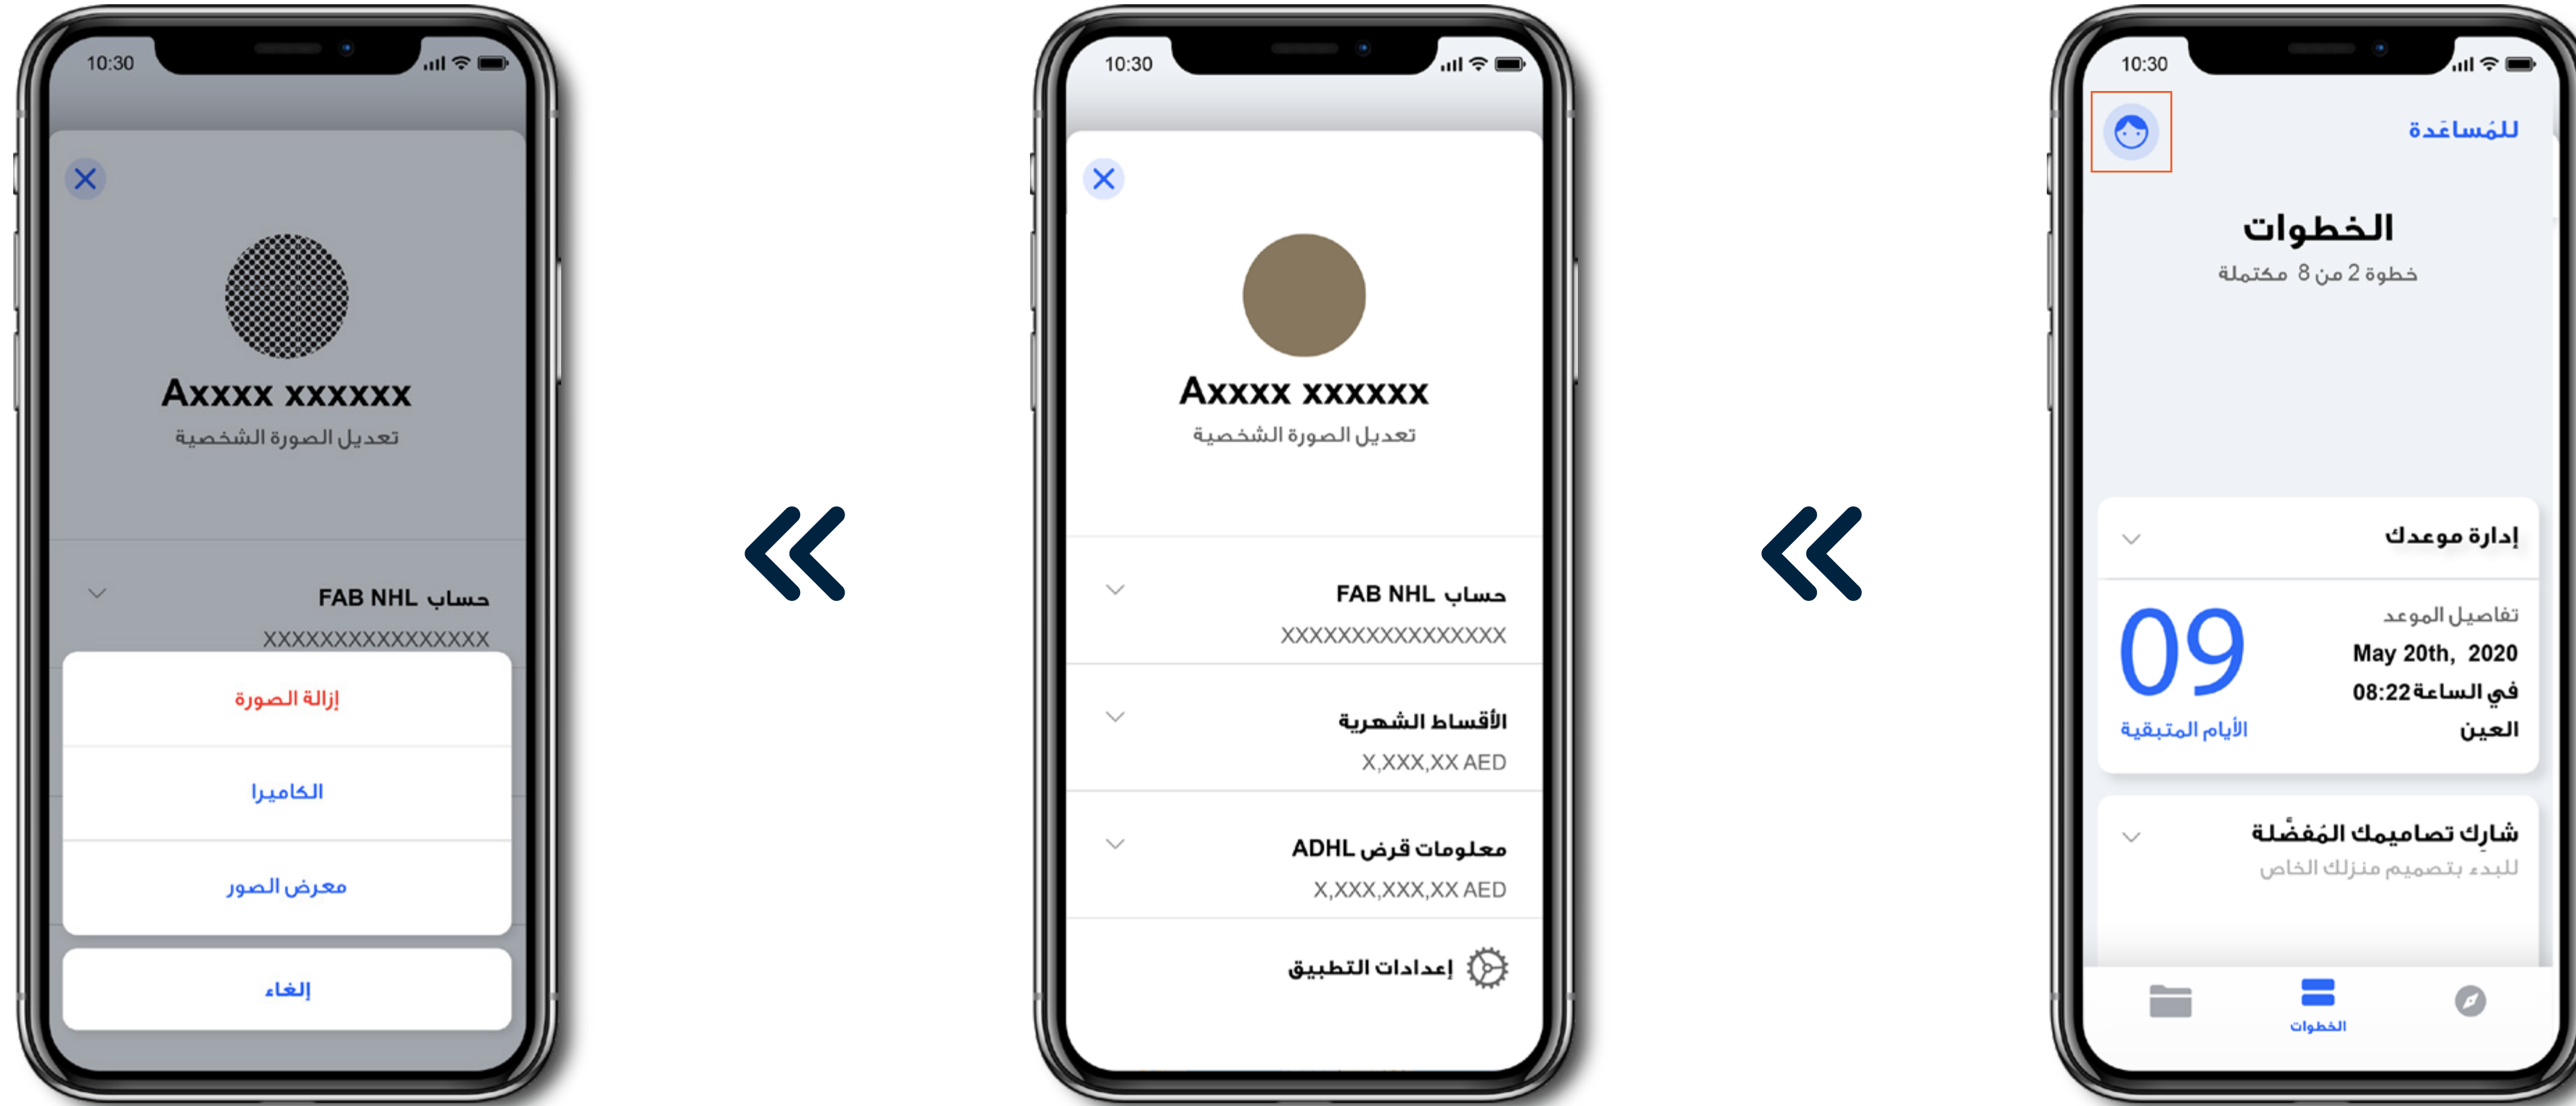 10:30
للمُساعَدة
الخطوات
خطوة 2 من 8 مكتملة
إدارة موعدك
تفاصيل الموعد
May 20th, 2020
في الساعة 08:22
العين
09
الأيام المتبقية
شارِك تصاميمك المُفضَّلة
للبدء بتصميم منزلك الخاص
الخطوات
10:30
Axxxx xxxxxx
تعديل الصورة الشخصية
حساب FAB NHL
XXXXXXXXXXXXXXXX
الأقساط الشهرية
X,XXX,XX AED
معلومات قرض ADHL
X,XXX,XXX,XX AED
إعدادات التطبيق
10:30
Axxxx xxxxxx
تعديل الصورة الشخصية
حساب FAB NHL
XXXXXXXXXXXXXXXX
إزالة الصورة
الكاميرا
معرض الصور
إلغاء